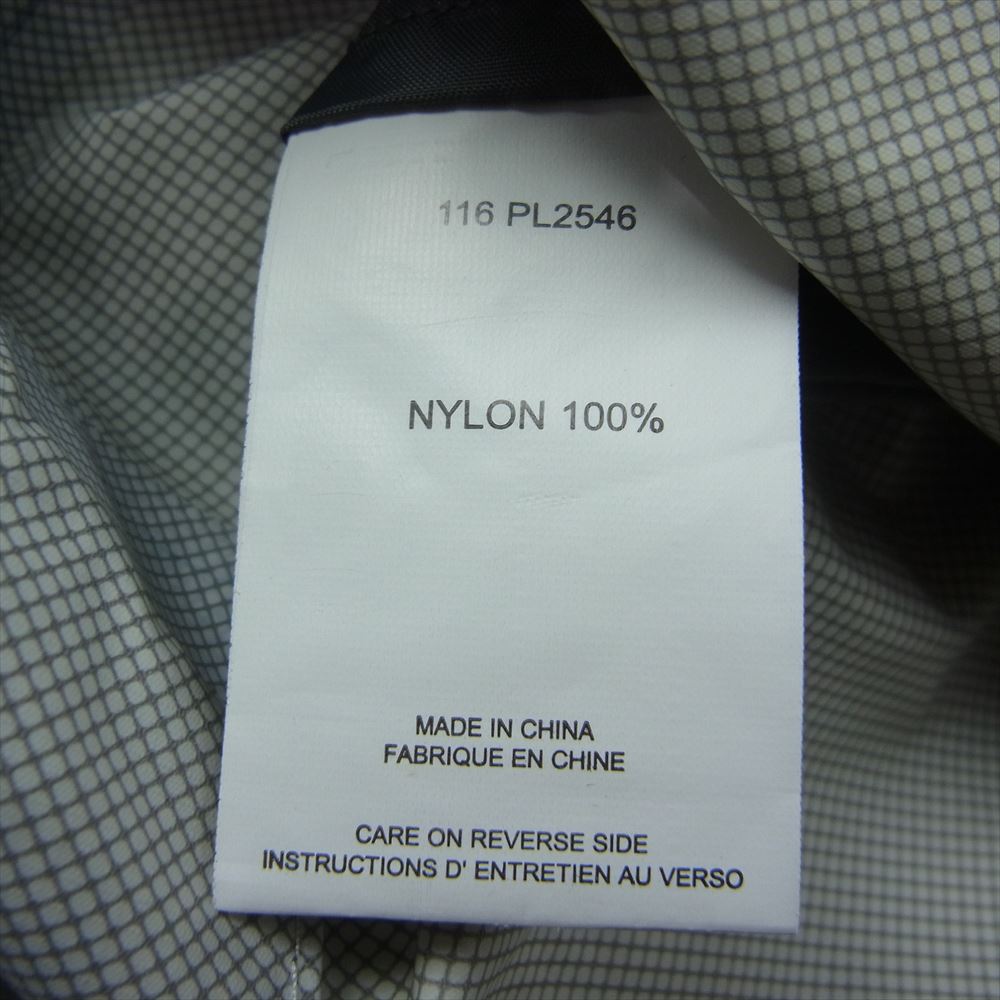 116 PL2546
NYLON 100%
MADE IN CHINA
FABRIQUE EN CHINE
CARE ON REVERSE SIDE
INSTRUCTIONS D' ENTRETIEN AU VERSO